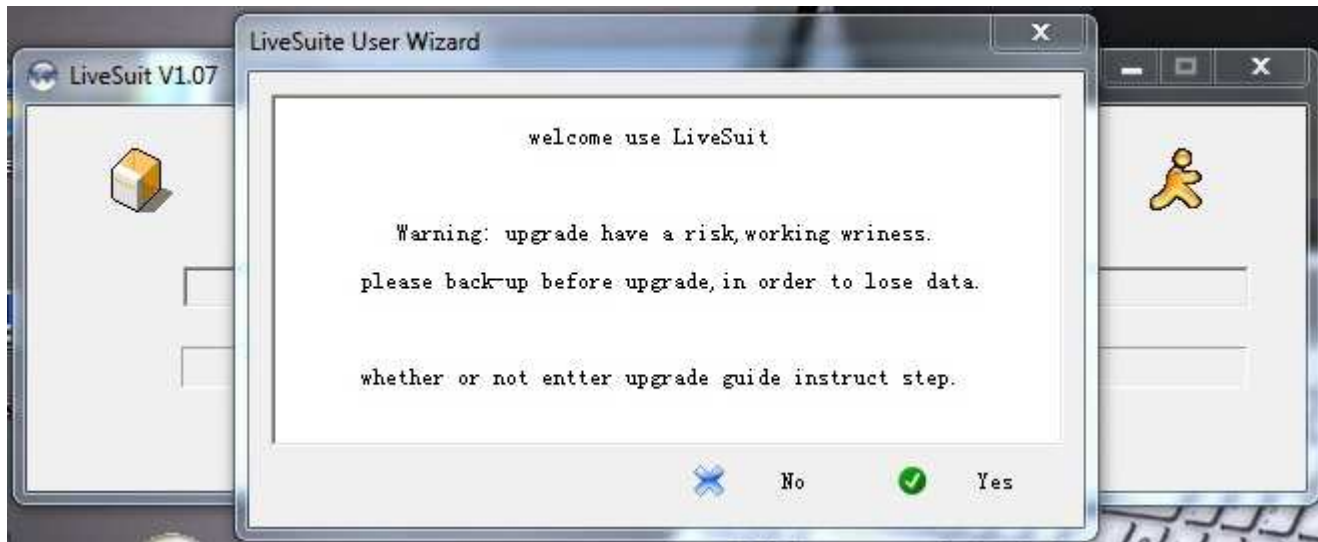 LiveSuite User Wizard
LiveSuit V1.07
welcome use LiveSuit
Warning: upgrade have a risk,working wriness.
please back-up before upgrade,in order to lose data.
whether or not entter upgrade guide instruct step.
No Yes